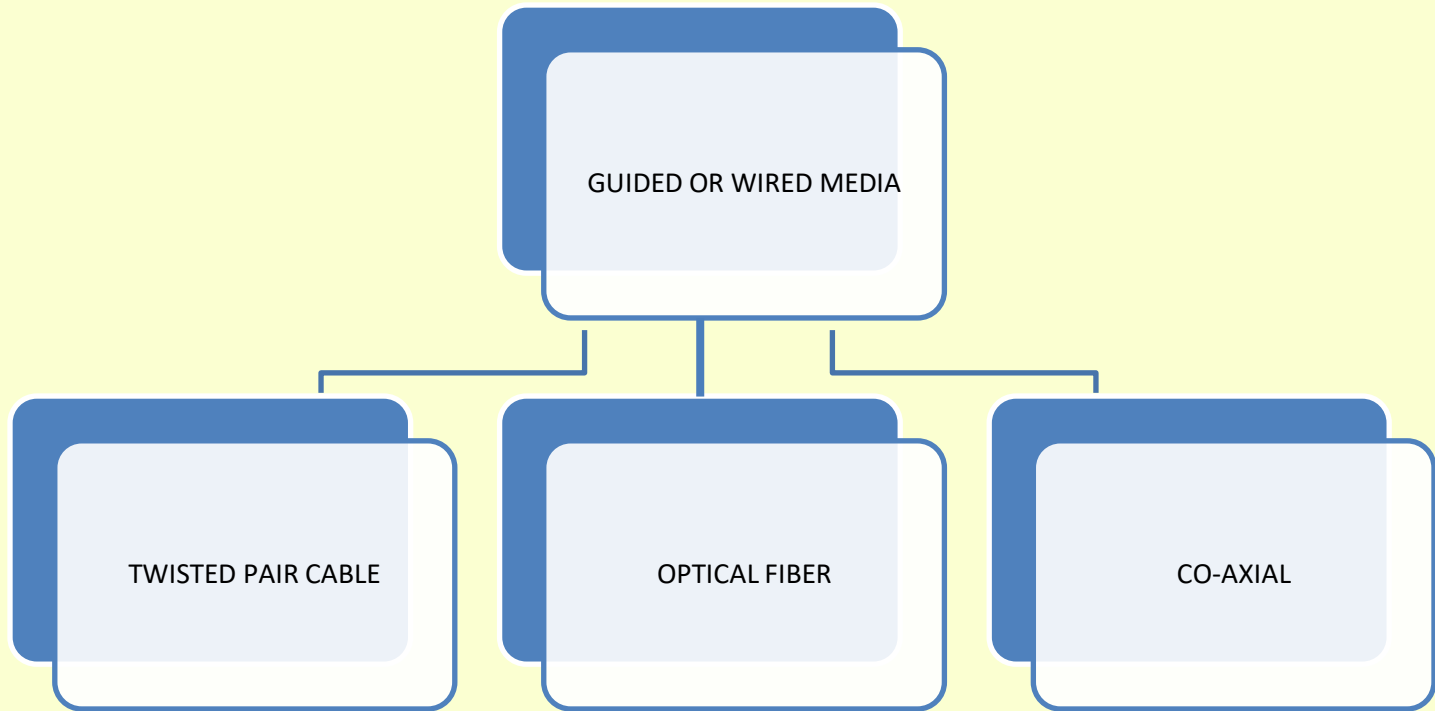 GUIDED OR WIRED MEDIA
TWISTED PAIR CABLE
OPTICAL FIBER
CO-AXIAL